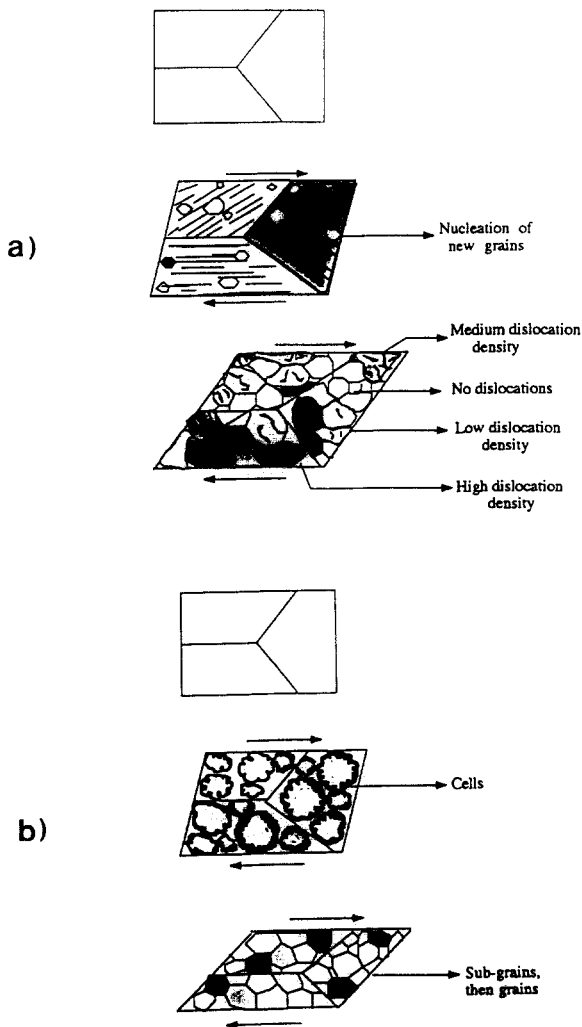 a)
Nucleation of
new grains
Medium dislocation
density
No dislocations
Low dislocation
density
High dislocation
density
b)
Cells
Sub-grains,
then grains